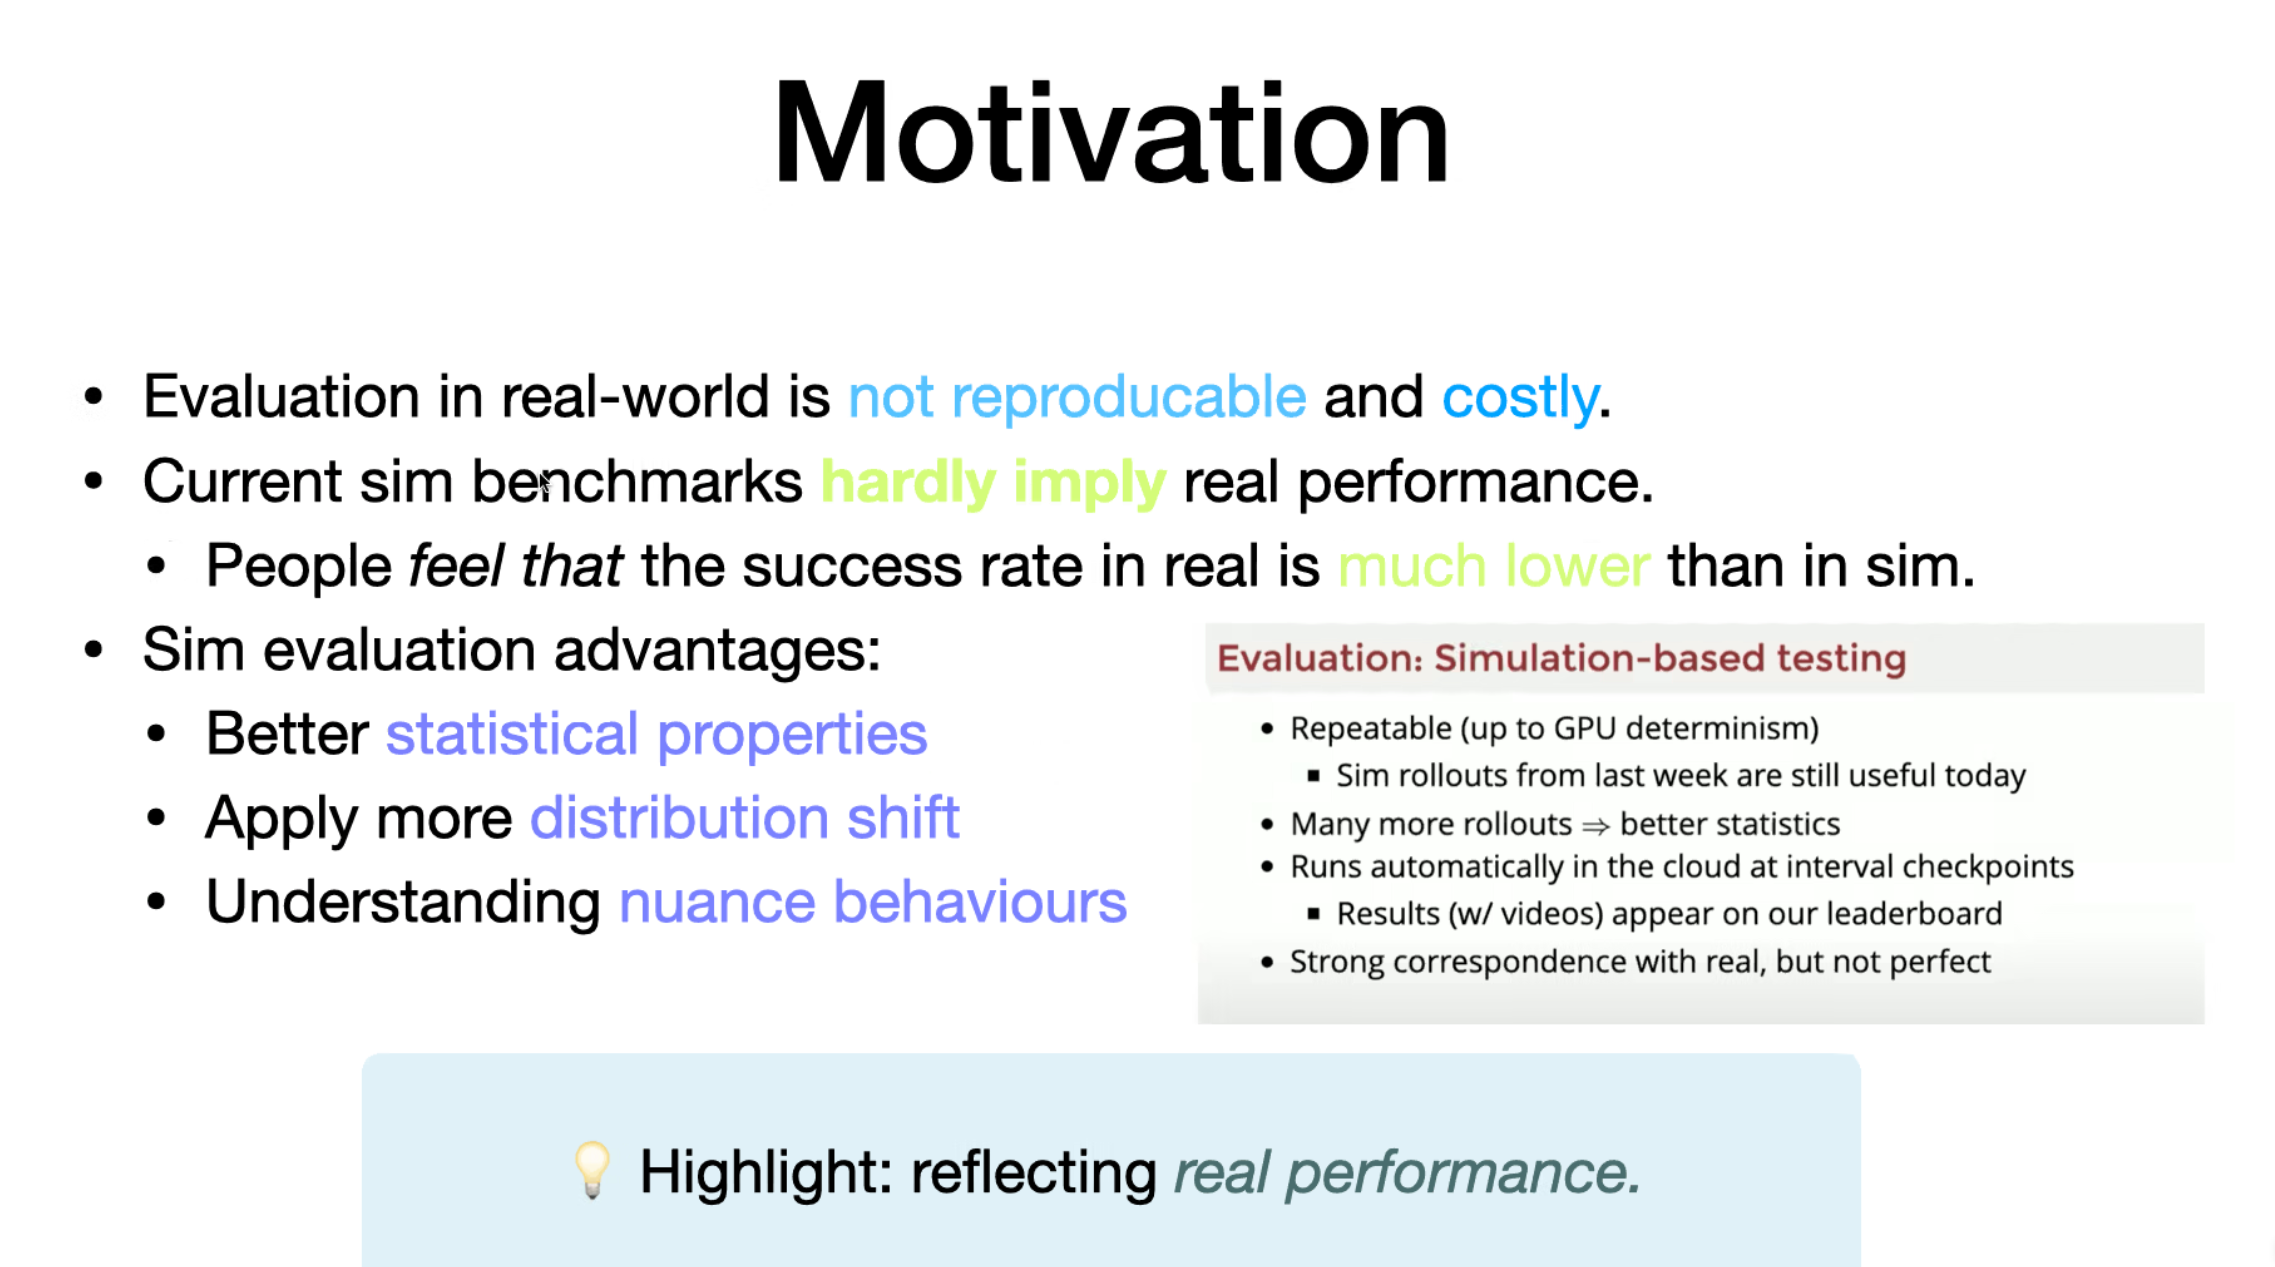 Motivation
• Evaluation in real-world is not reproducable and costly.
• Current sim benchmarks hardly imply real performance.
• People feel that the success rate in real is much lower than in sim.
• Sim evaluation advantages:
• Better statistical properties
• Apply more distribution shift
• Understanding nuance behaviours
Evaluation: Simulation-based testing
• Repeatable (up to GPU determinism)
▪ Sim rollouts from last week are still useful today
• Many more rollouts ⇒ better statistics
• Runs automatically in the cloud at interval checkpoints
▪ Results (w/ videos) appear on our leaderboard
• Strong correspondence with real, but not perfect
💡 Highlight: reflecting real performance.